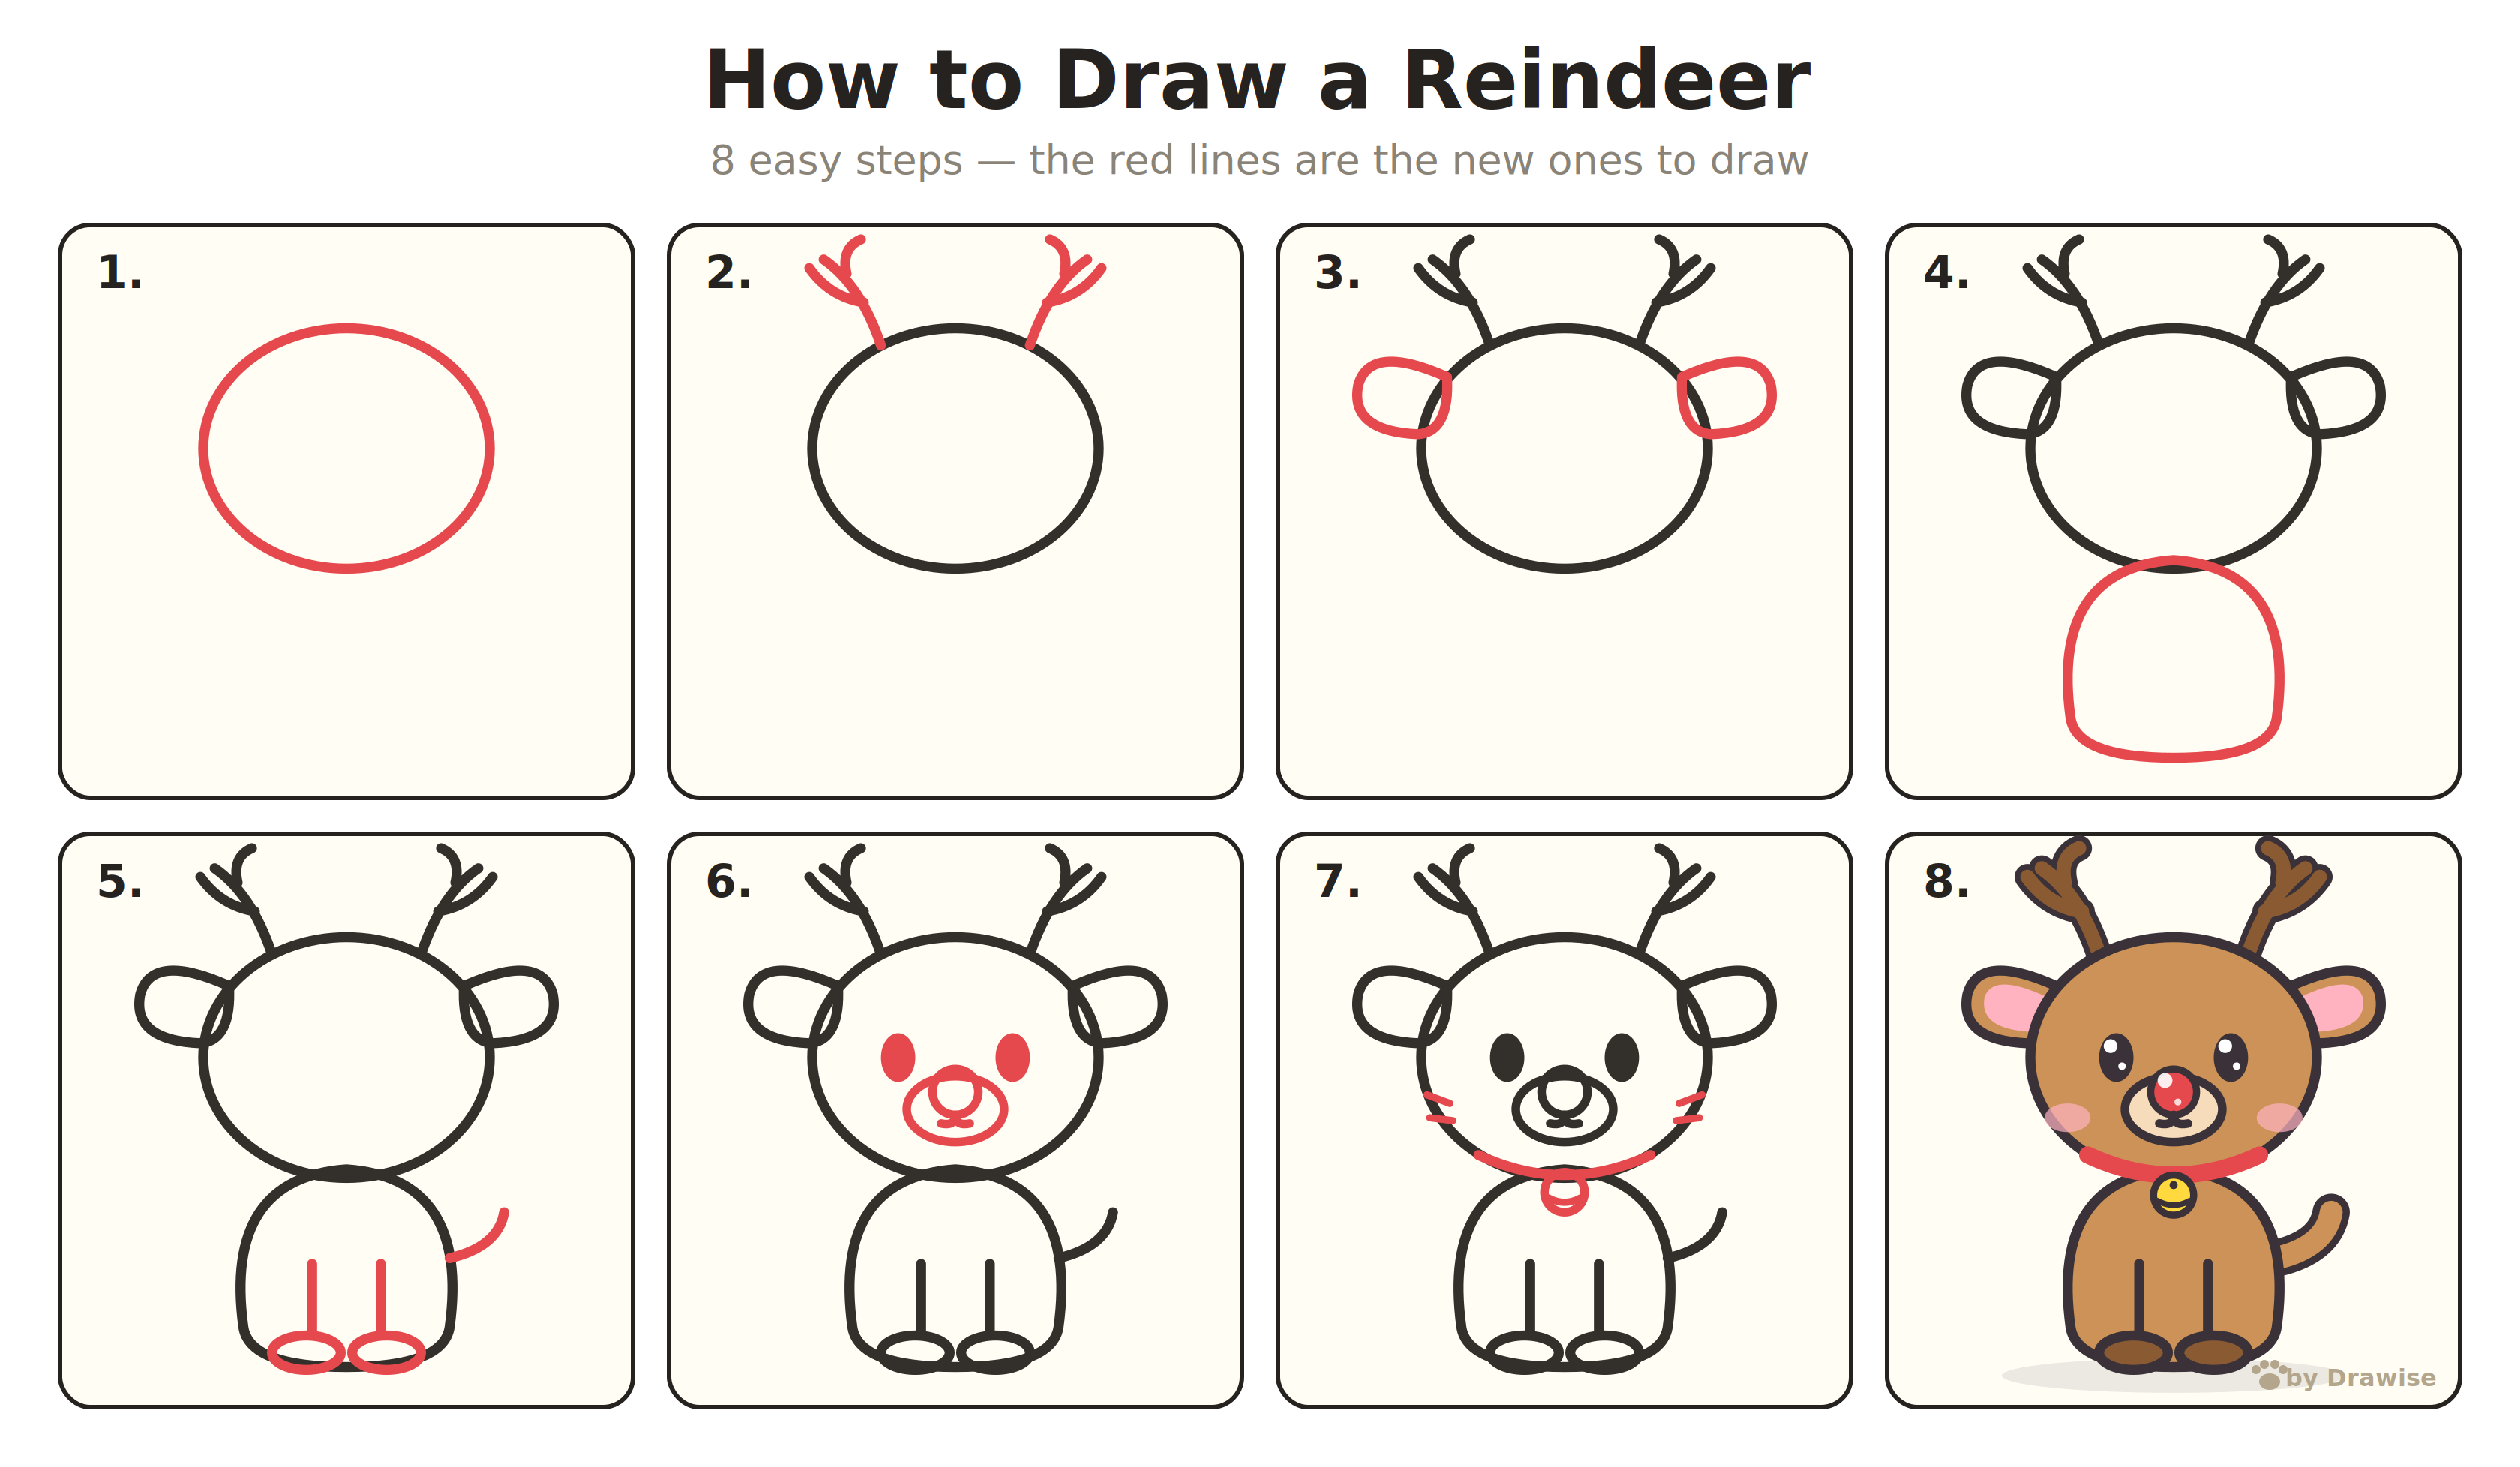 How to Draw a Reindeer
8 easy steps — the red lines are the new ones to draw
1.
2.
3.
4.
5.
6.
7.
8.
by Drawise